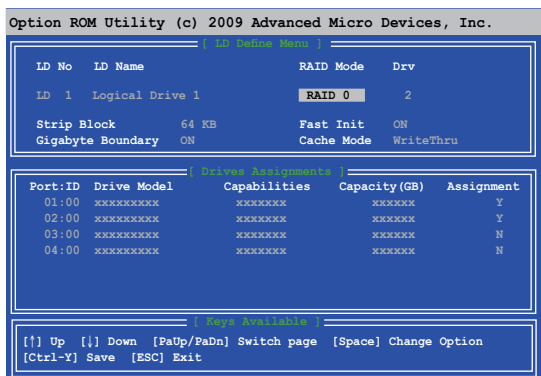 Option ROM Utility (c) 2009 Advanced Micro Devices, Inc.
[ LD Define Menu ]
LD No LD Name RAID Mode Drv
LD 1 Logical Drive 1 RAID 0 2
Strip Block 64 KB Fast Init ON
Gigabyte Boundary ON Cache Mode WriteThru
[ Drives Assignments ]
Port:ID Drive Model Capabilities Capacity(GB) Assignment
01:00 xxxxxxxxx xxxxxxx xxxxxx Y
02:00 xxxxxxxxx xxxxxxx xxxxxx Y
03:00 xxxxxxxxx xxxxxxx xxxxxx N
04:00 xxxxxxxxx xxxxxxx xxxxxx N
[ Keys Available ]
[↑] Up [↓] Down [PaUp/PaDn] Switch page [Space] Change Option
[Ctrl-Y] Save [ESC] Exit